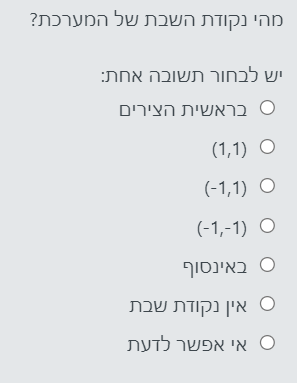 מהי נקודת השבת של המערכת?
יש לבחור תשובה אחת:
בראשית הצירים
(1,1)
(-1,1)
(-1,-1)
באינסוף
אין נקודת שבת
אי אפשר לדעת